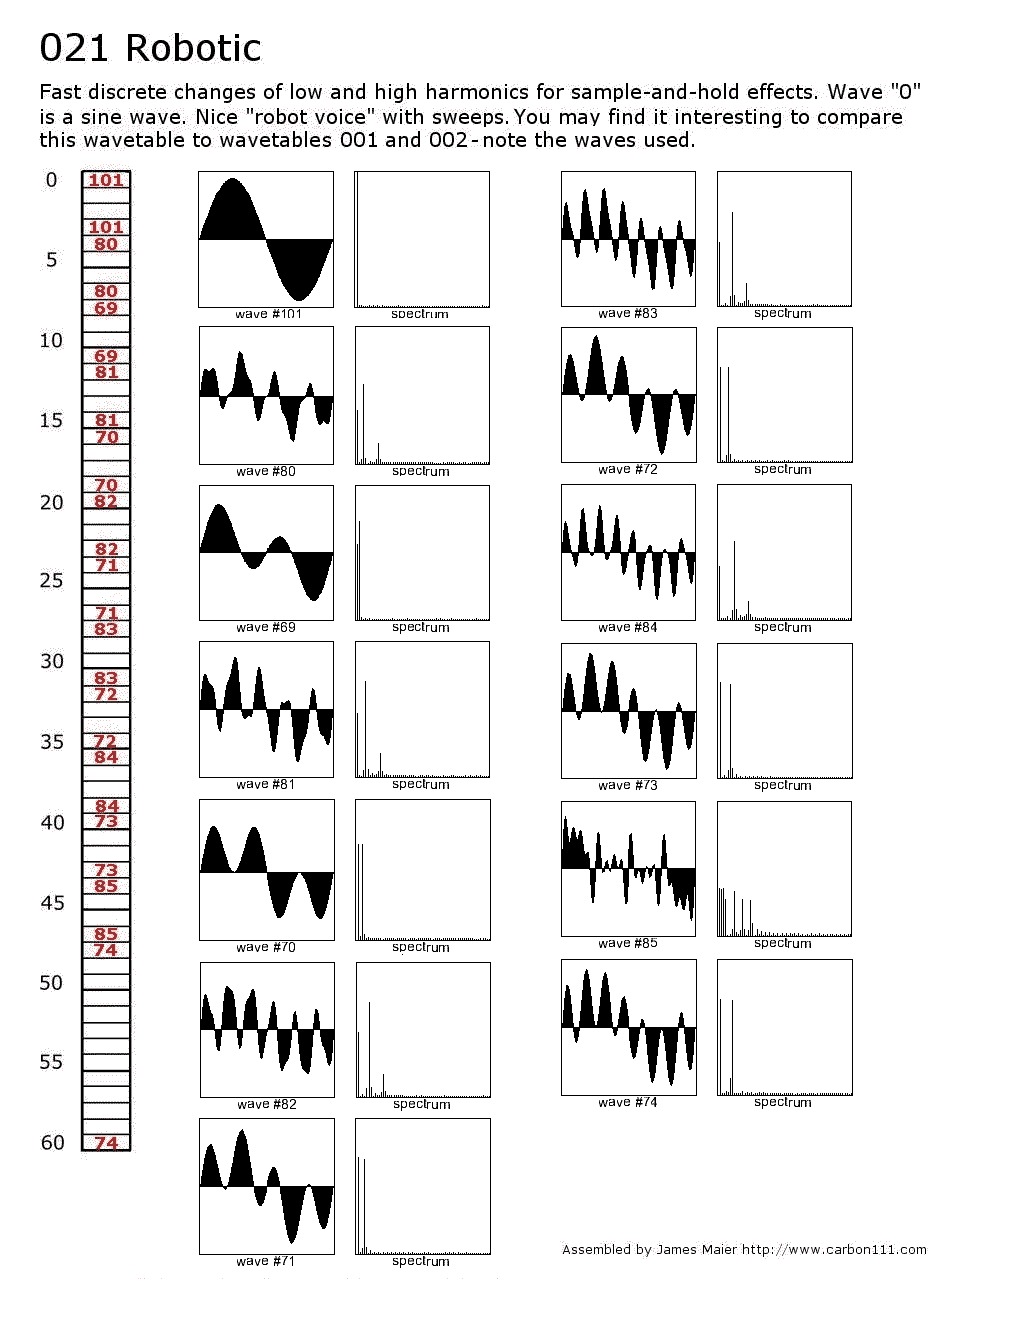 021 Robotic
Fast discrete changes of low and high harmonics for sample-and-hold effects. Wave "0"
is a sine wave. Nice "robot voice" with sweeps. You may find it interesting to compare
this wavetable to wavetables 001 and 002-note the waves used.
0
5
10
15
20
25
30
35
40
45
50
55
60
101
101
80
80
69
69
81
81
70
70
82
82
71
71
83
83
72
72
84
84
73
73
85
85
74
74
wave #101
spectrum
wave #80
spectrum
wave #69
spectrum
wave #81
spectrum
wave #70
spectrum
wave #82
spectrum
wave #71
spectrum
wave #83
spectrum
wave #72
spectrum
wave #84
spectrum
wave #73
spectrum
wave #85
spectrum
wave #74
spectrum
Assembled by James Maier http://www.carbon111.com